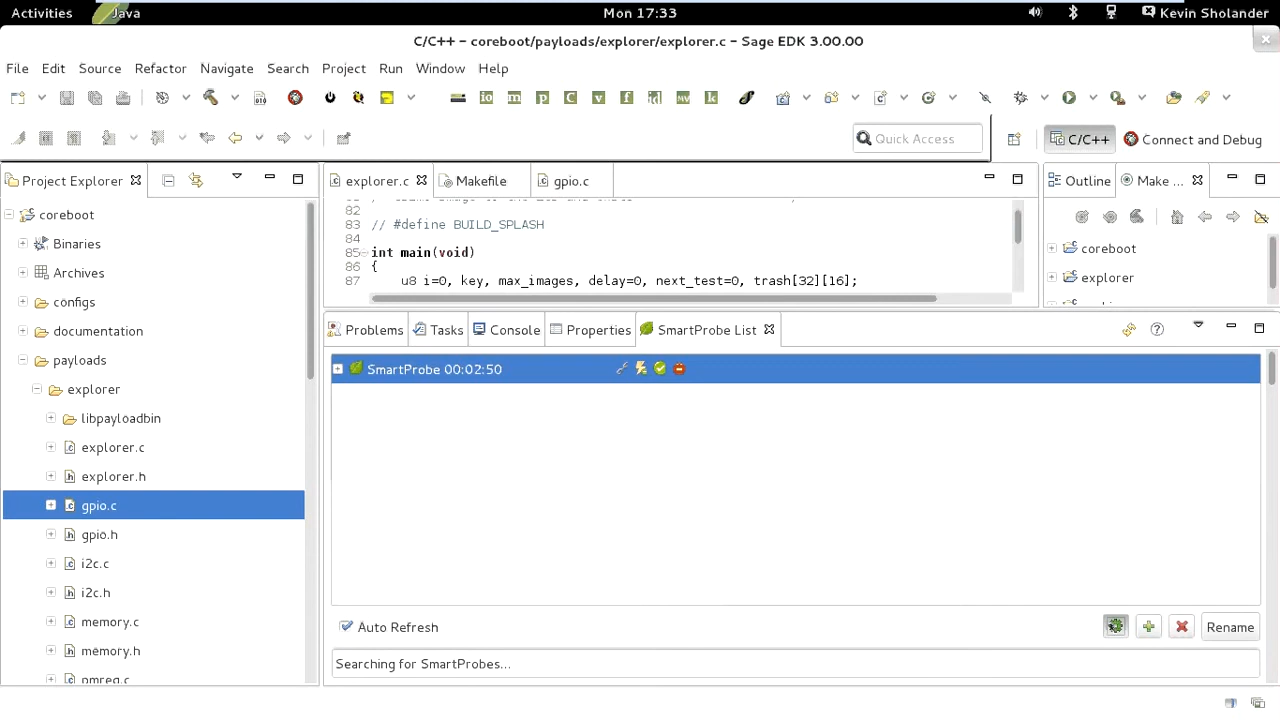 Activities
Java
Mon 17:33
Kevin Sholander
C/C++ - coreboot/payloads/explorer/explorer.c - Sage EDK 3.00.00
File Edit Source Refactor Navigate Search Project Run Window Help
Quick Access
C/C++
Connect and Debug
Project Explorer
coreboot
Binaries
Archives
configs
documentation
payloads
explorer
libpayloadbin
explorer.c
explorer.h
gpio.c
gpio.h
i2c.c
i2c.h
memory.c
memory.h
explorer.c Makefile gpio.c
82
83 // #define BUILD_SPLASH
84
85 int main(void)
86 {
87 u8 i=0, key, max_images, delay=0, next_test=0, trash[32][16];
Outline Make ...
coreboot
explorer
Problems Tasks Console Properties SmartProbe List
SmartProbe 00:02:50
Auto Refresh
Rename
Searching for SmartProbes...